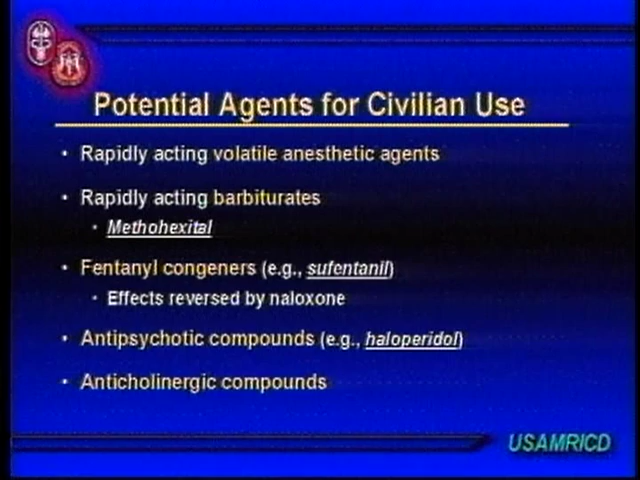 Potential Agents for Civilian Use
• Rapidly acting volatile anesthetic agents
• Rapidly acting barbiturates
• Methohexital
• Fentanyl congeners (e.g., sufentanil)
• Effects reversed by naloxone
• Antipsychotic compounds (e.g., haloperidol)
• Anticholinergic compounds
USAMRICD